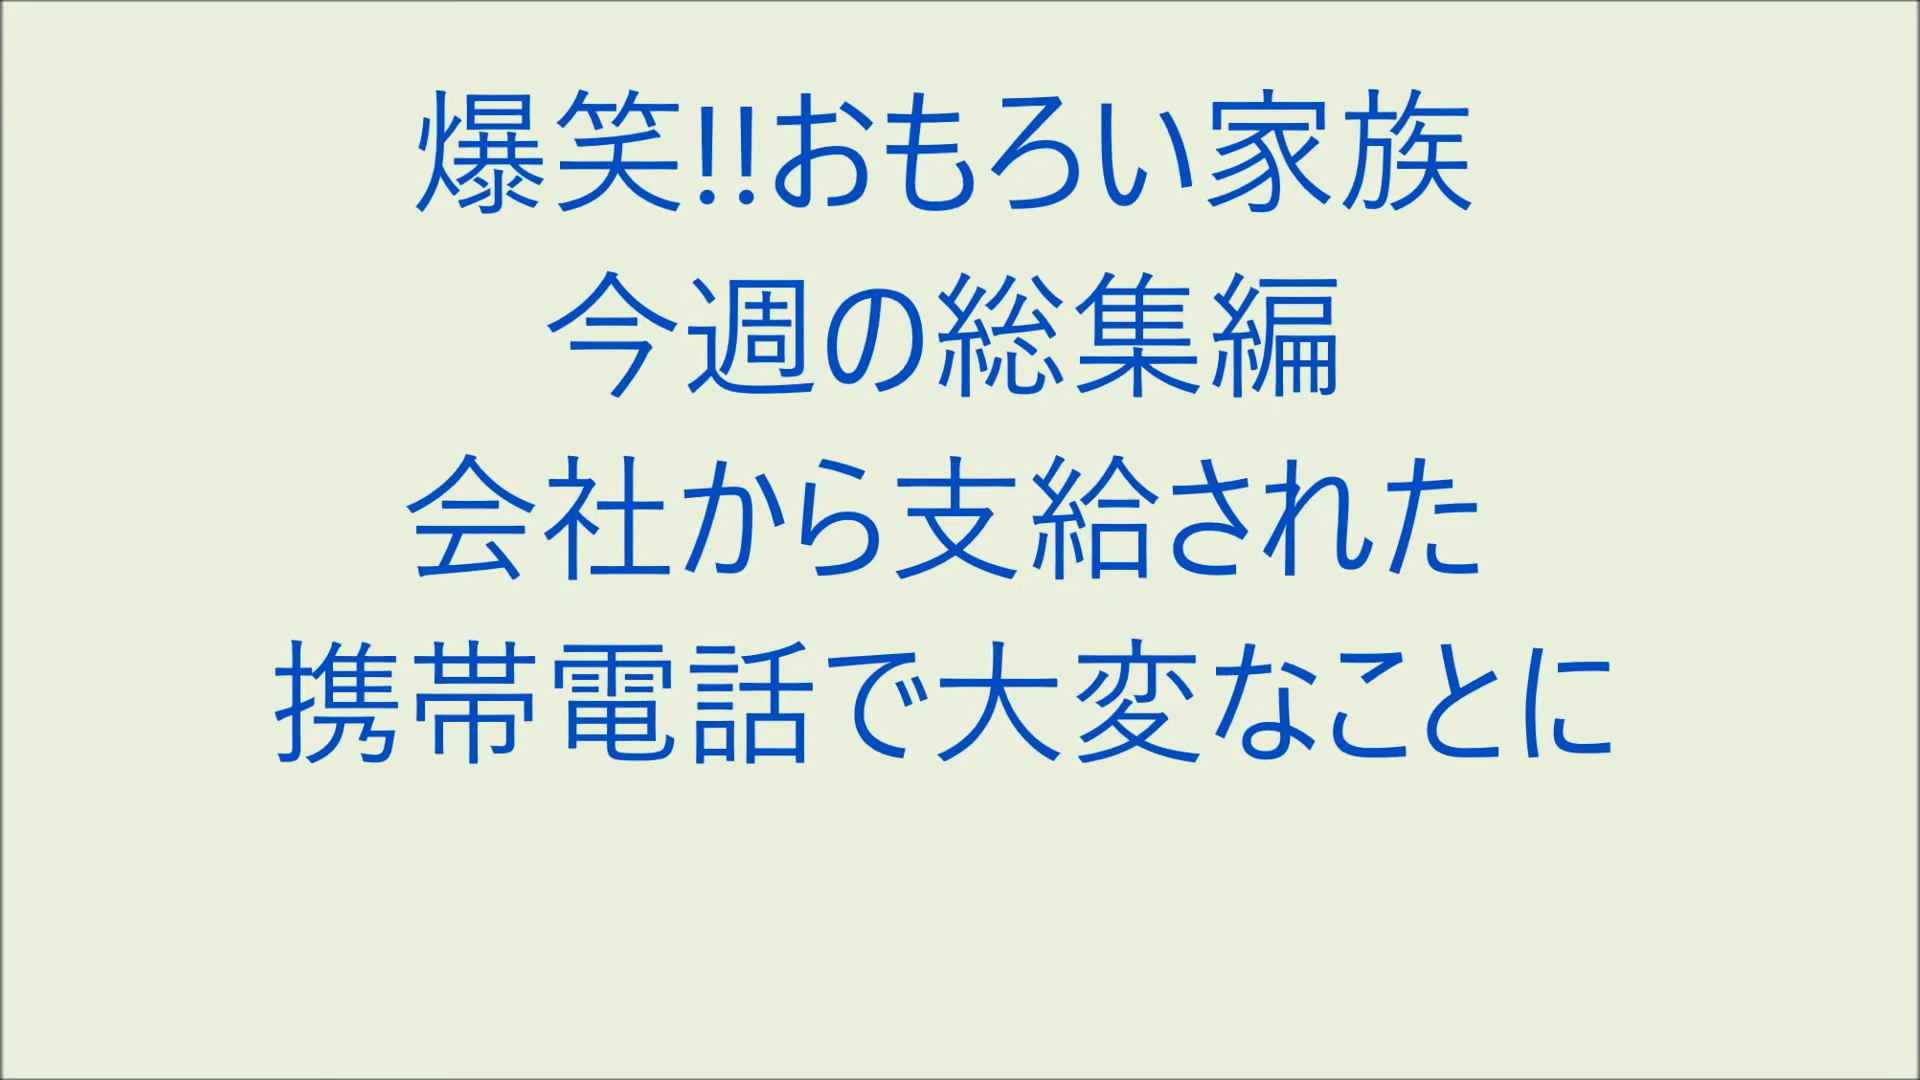 爆笑!!おもろい家族
今週の総集編
会社から支給された
携帯電話で大変なことに